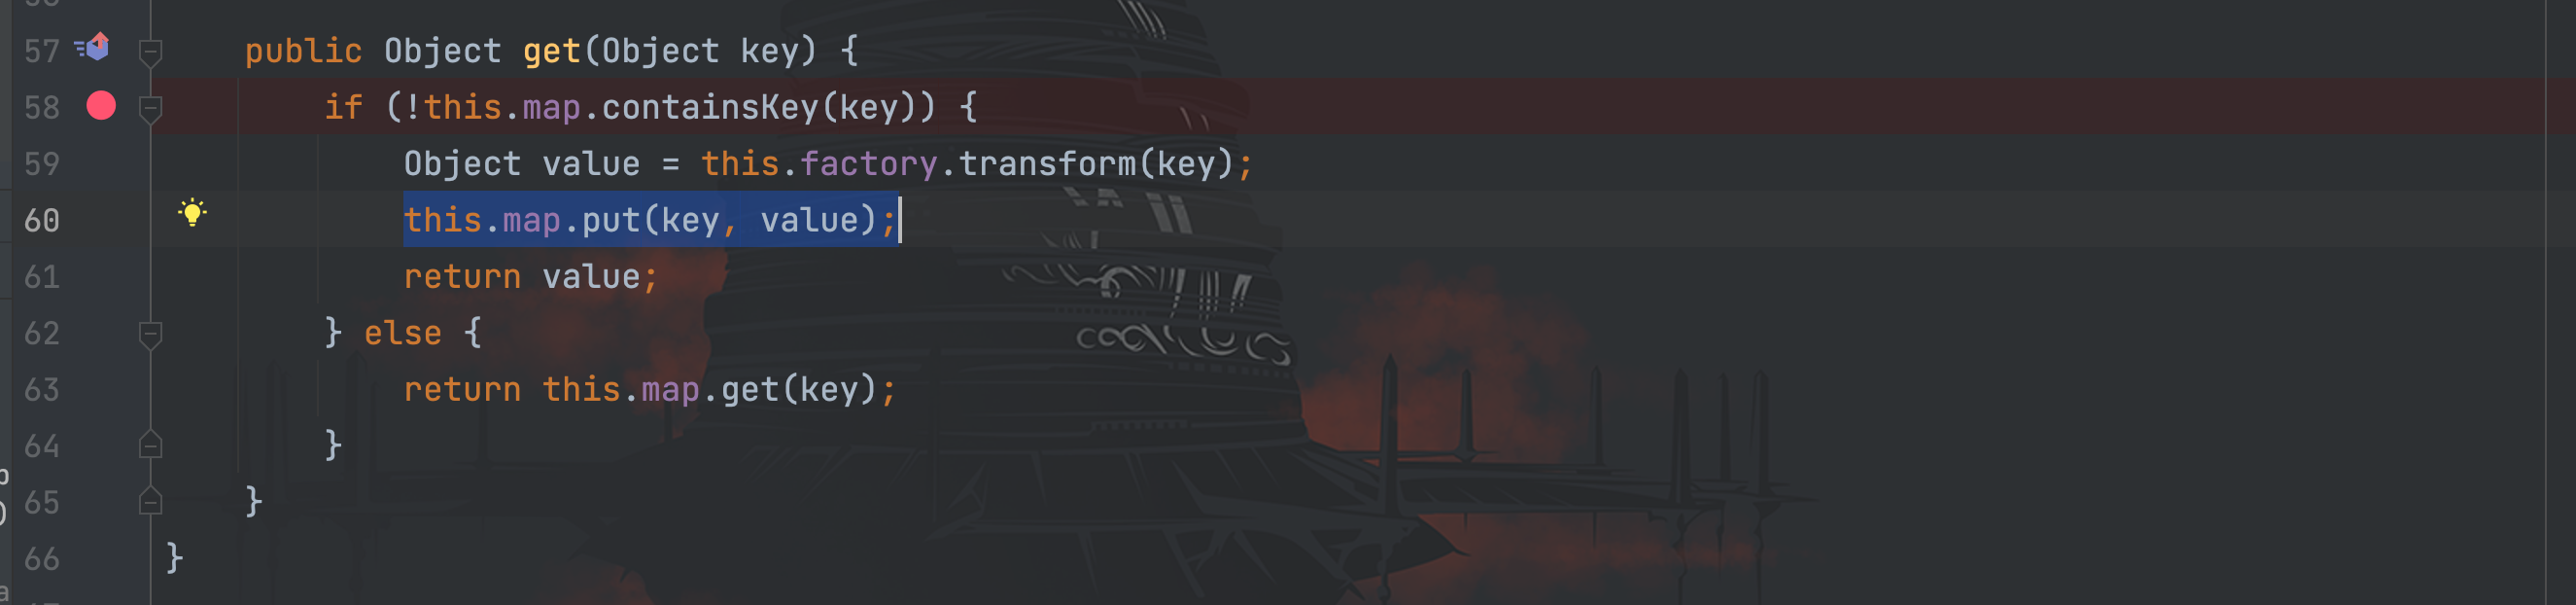 57 public Object get(Object key) {
58 if (!this.map.containsKey(key)) {
59 Object value = this.factory.transform(key);
60 this.map.put(key, value);
61 return value;
62 } else {
63 return this.map.get(key);
64 }
65 }
66 }